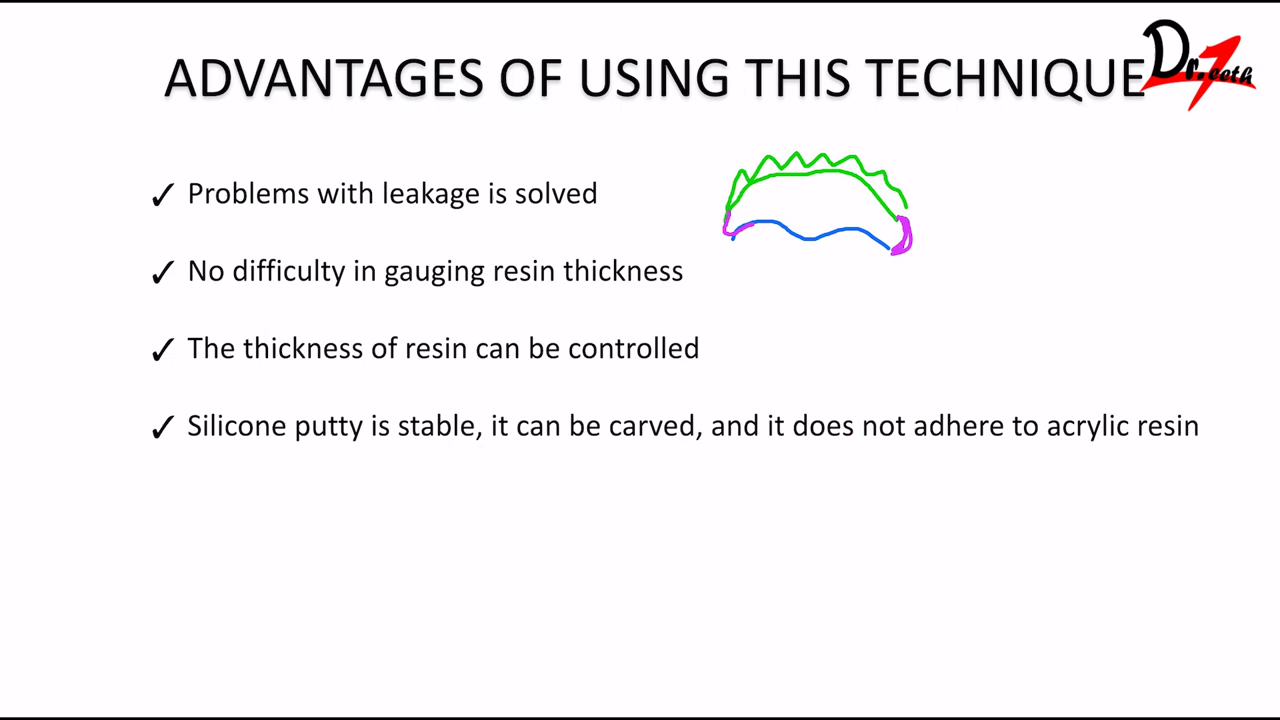 ADVANTAGES OF USING THIS TECHNIQUE
Dr.eeth
✓ Problems with leakage is solved
✓ No difficulty in gauging resin thickness
✓ The thickness of resin can be controlled
✓ Silicone putty is stable, it can be carved, and it does not adhere to acrylic resin